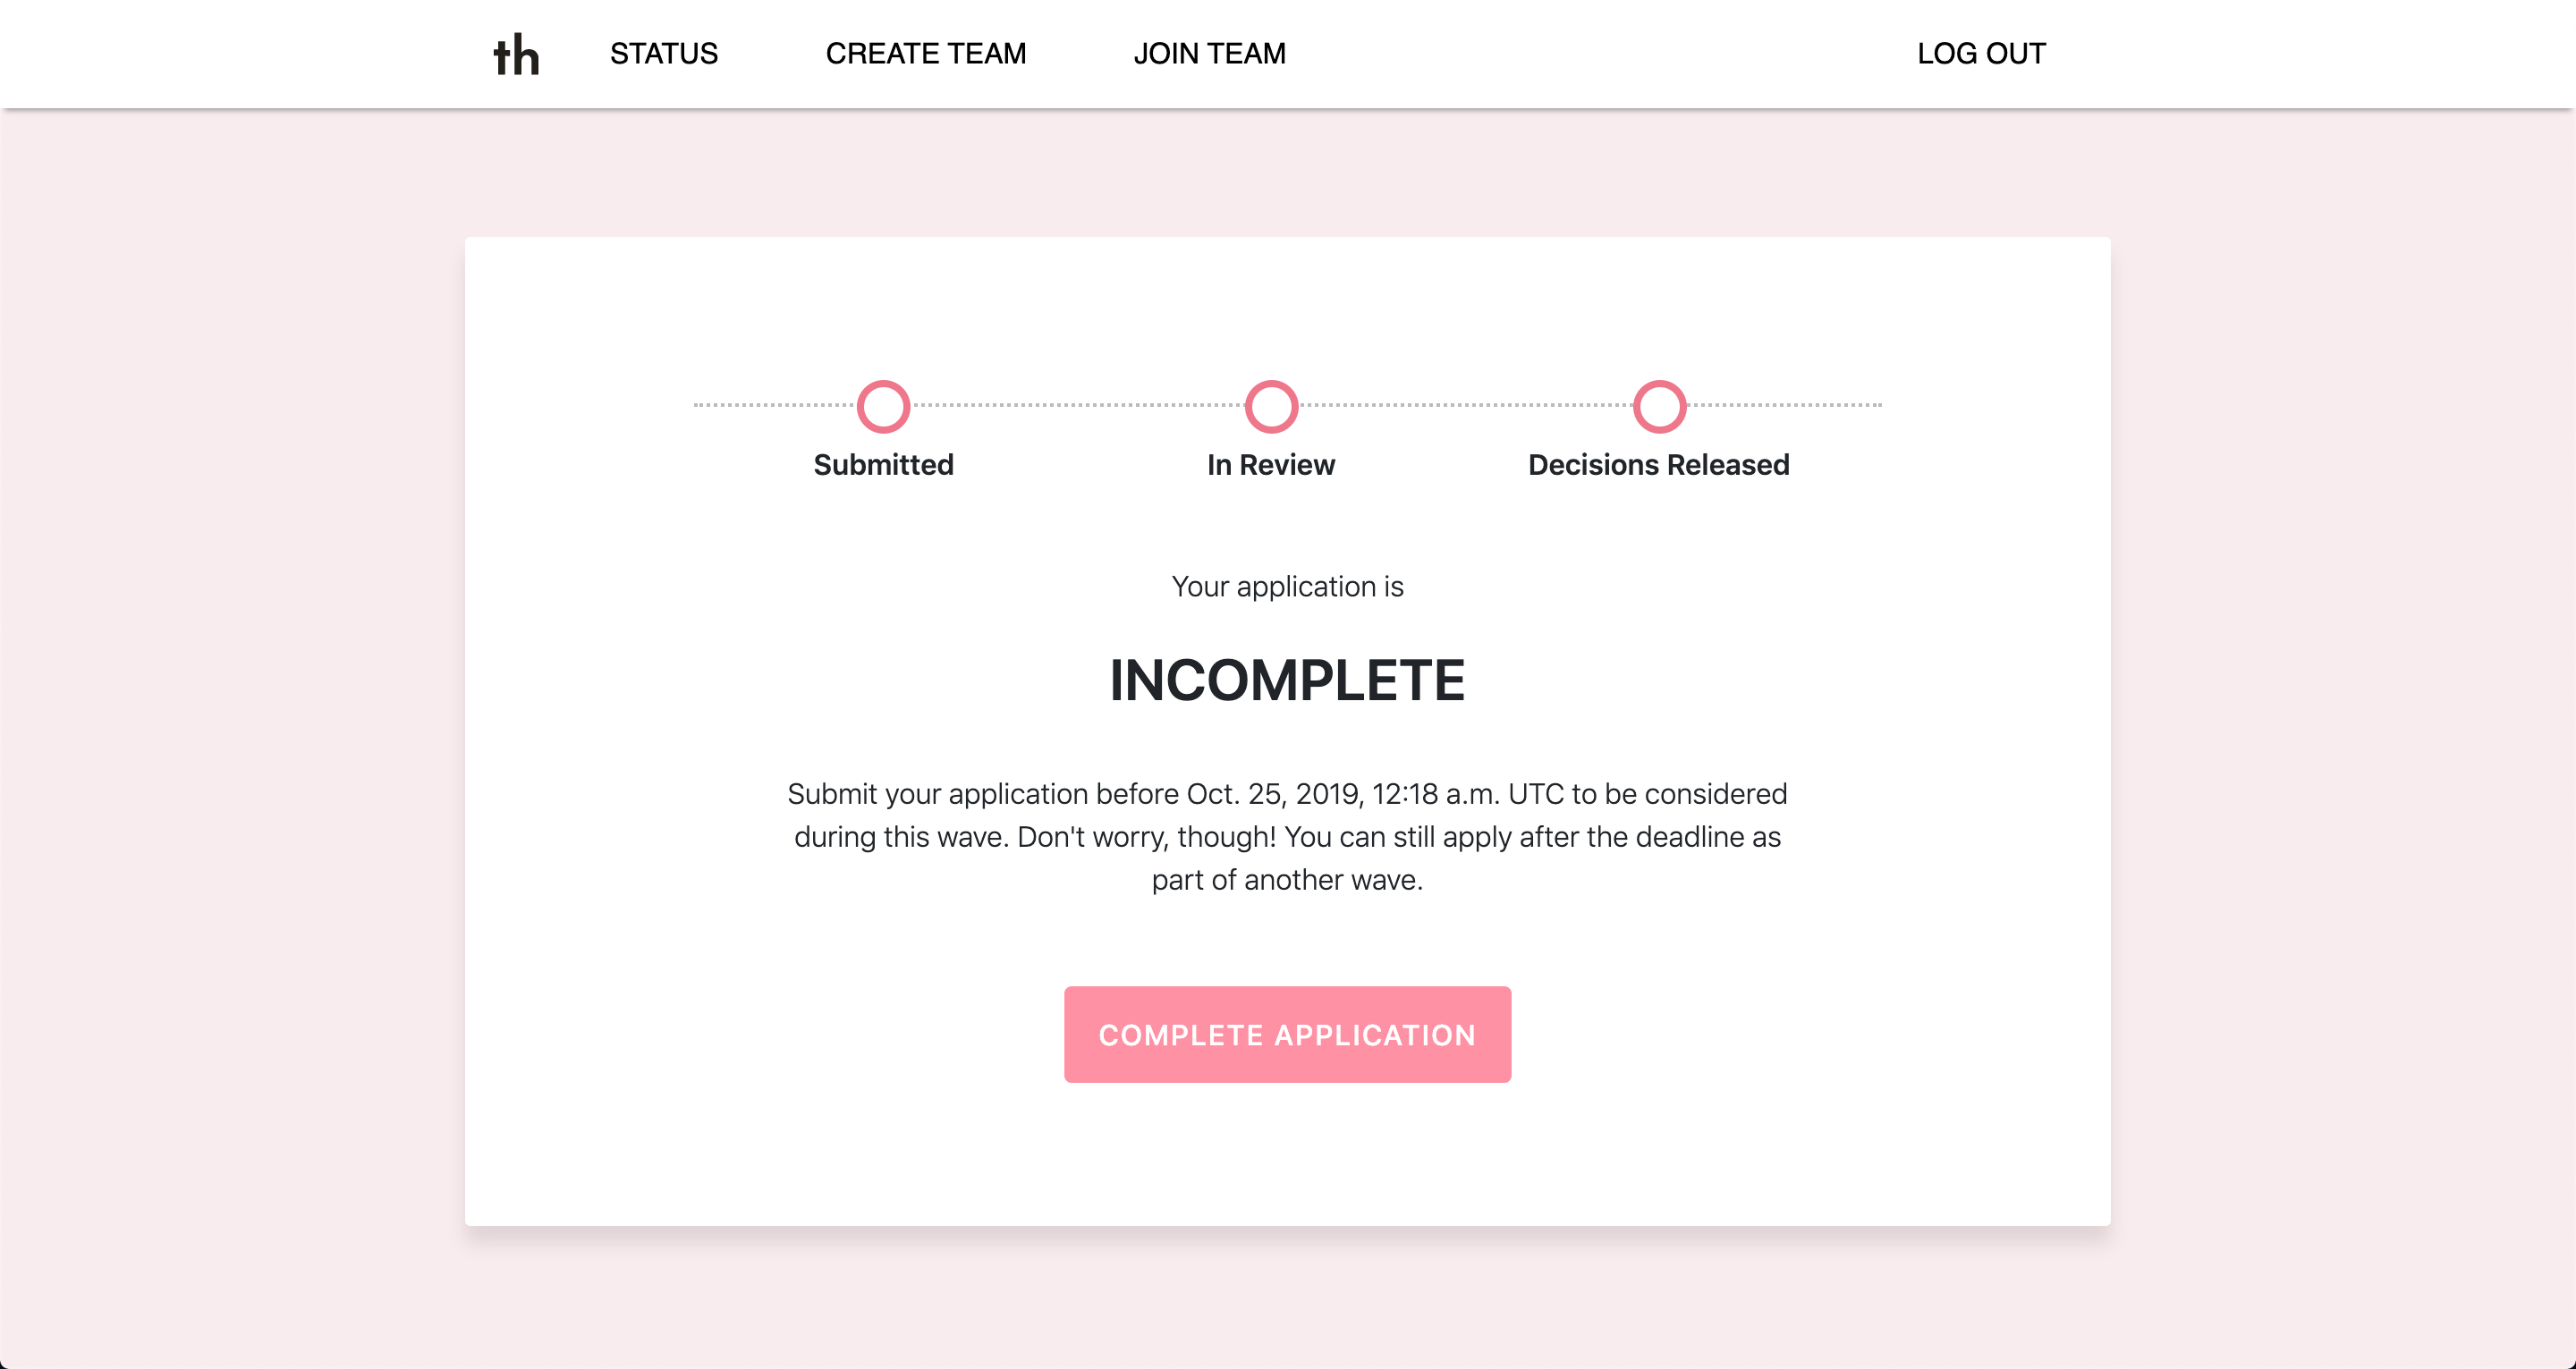 th STATUS CREATE TEAM JOIN TEAM LOG OUT
Submitted In Review Decisions Released
Your application is
INCOMPLETE
Submit your application before Oct. 25, 2019, 12:18 a.m. UTC to be considered
during this wave. Don't worry, though! You can still apply after the deadline as
part of another wave.
COMPLETE APPLICATION